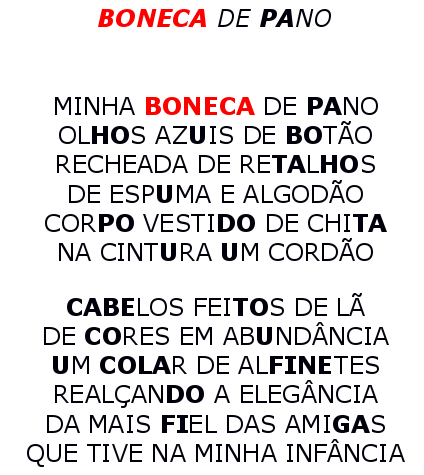 BONECA DE PANO
MINHA BONECA DE PANO
OLHOS AZUIS DE BOTÃO
RECHEADA DE RETALHOS
DE ESPUMA E ALGODÃO
CORPO VESTIDO DE CHITA
NA CINTURA UM CORDÃO
CABELOS FEITOS DE LÃ
DE CORES EM ABUNDÂNCIA
UM COLAR DE ALFINETES
REALÇANDO A ELEGÂNCIA
DA MAIS FIEL DAS AMIGAS
QUE TIVE NA MINHA INFÂNCIA